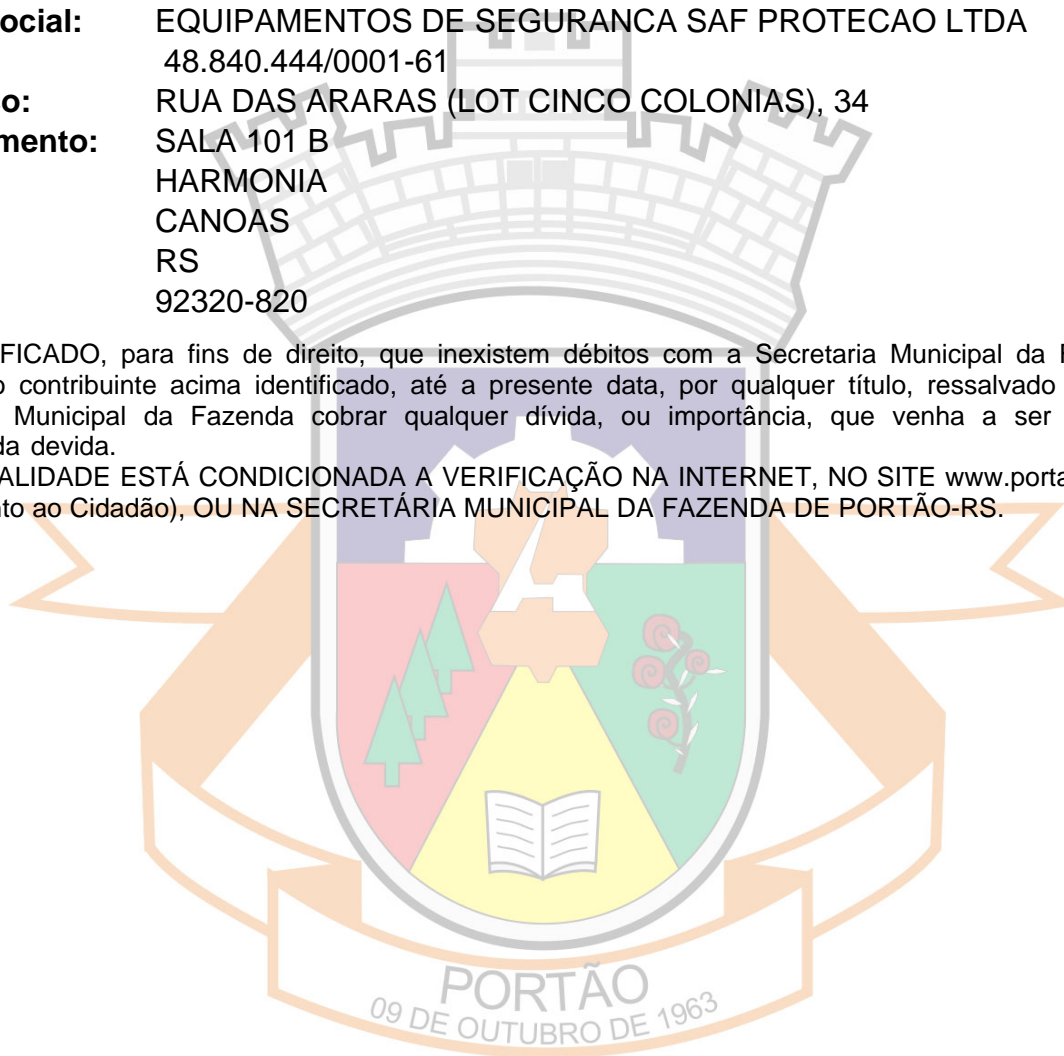 ocial: EQUIPAMENTOS DE SEGURANCA SAF PROTECAO LTDA
48.840.444/0001-61
o: RUA DAS ARARAS (LOT CINCO COLONIAS), 34
mento: SALA 101 B
HARMONIA
CANOAS
RS
92320-820
FICADO, para fins de direito, que inexistem débitos com a Secretaria Municipal da
o contribuinte acima identificado, até a presente data, por qualquer título, ressalvado
Municipal da Fazenda cobrar qualquer dívida, ou importância, que venha a ser
da devida.
ALIDADE ESTÁ CONDICIONADA A VERIFICAÇÃO NA INTERNET, NO SITE www.porta
nto ao Cidadão), OU NA SECRETÁRIA MUNICIPAL DA FAZENDA DE PORTÃO-RS.
PORTÃO
09 DE OUTUBRO DE 1963